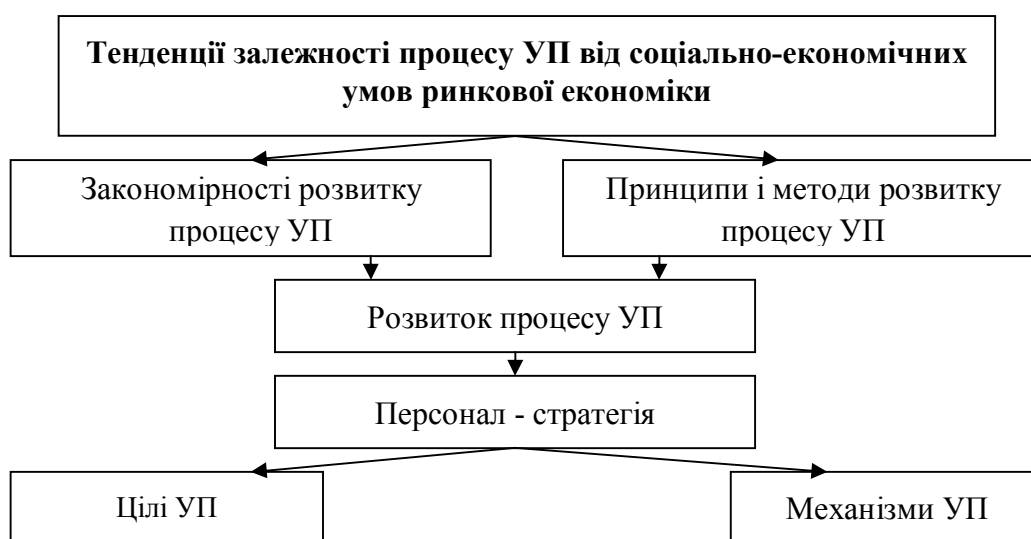 Тенденції залежності процесу УП від соціально-економічних
умов ринкової економіки
Закономірності розвитку
процесу УП
Принципи і методи розвитку
процесу УП
Розвиток процесу УП
Персонал - стратегія
Цілі УП
Механізми УП